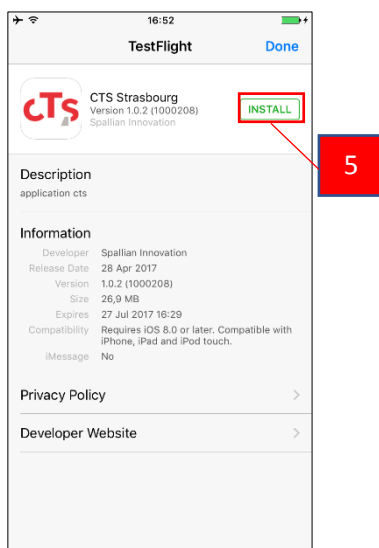 16:52
TestFlight
Done
cTs
CTS Strasbourg
Version 1.0.2 (1000208)
Spallian Innovation
INSTALL
5
Description
application cts
Information
Developer Spallian Innovation
Release Date 28 Apr 2017
Version 1.0.2 (1000208)
Size 26,9 MB
Expires 27 Jul 2017 16:29
Compatibility Requires iOS 8.0 or later. Compatible with
iPhone, iPad and iPod touch.
iMessage No
Privacy Policy
Developer Website